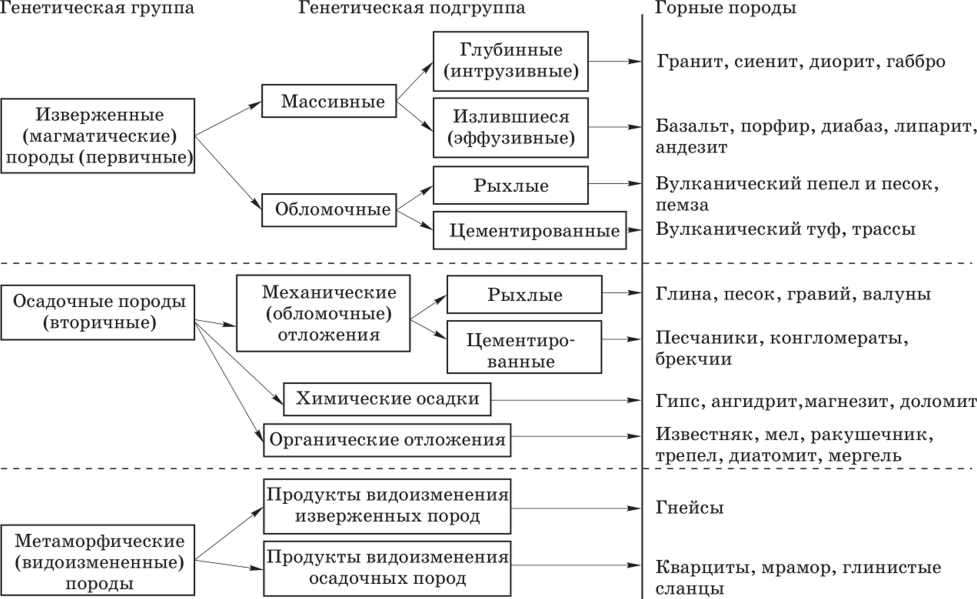 Генетическая группа
Генетическая подгруппа
Горные породы
Изверженные
(магматические)
породы (первичные)
Массивные
Глубинные
(интрузивные)
Гранит, сиенит, диорит, габбро
Излившиеся
(эффузивные)
Базальт, порфир, диабаз, липарит,
андезит
Обломочные
Рыхлые
Вулканический пепел и песок,
пемза
Цементированные
Вулканический туф, трассы
Осадочные породы
(вторичные)
Механические
(обломочные)
отложения
Рыхлые
Глина, песок, гравий, валуны
Цементиро-
ванные
Песчаники, конгломераты,
брекчии
Химические осадки
Гипс, ангидрит,магнезит, доломит
Органические отложения
Известняк, мел, ракушечник,
трепел, диатомит, мергель
Метаморфические
(видоизмененные)
породы
Продукты видоизменения
изверженных пород
Гнейсы
Продукты видоизменения
осадочных пород
Кварциты, мрамор, глинистые
сланцы